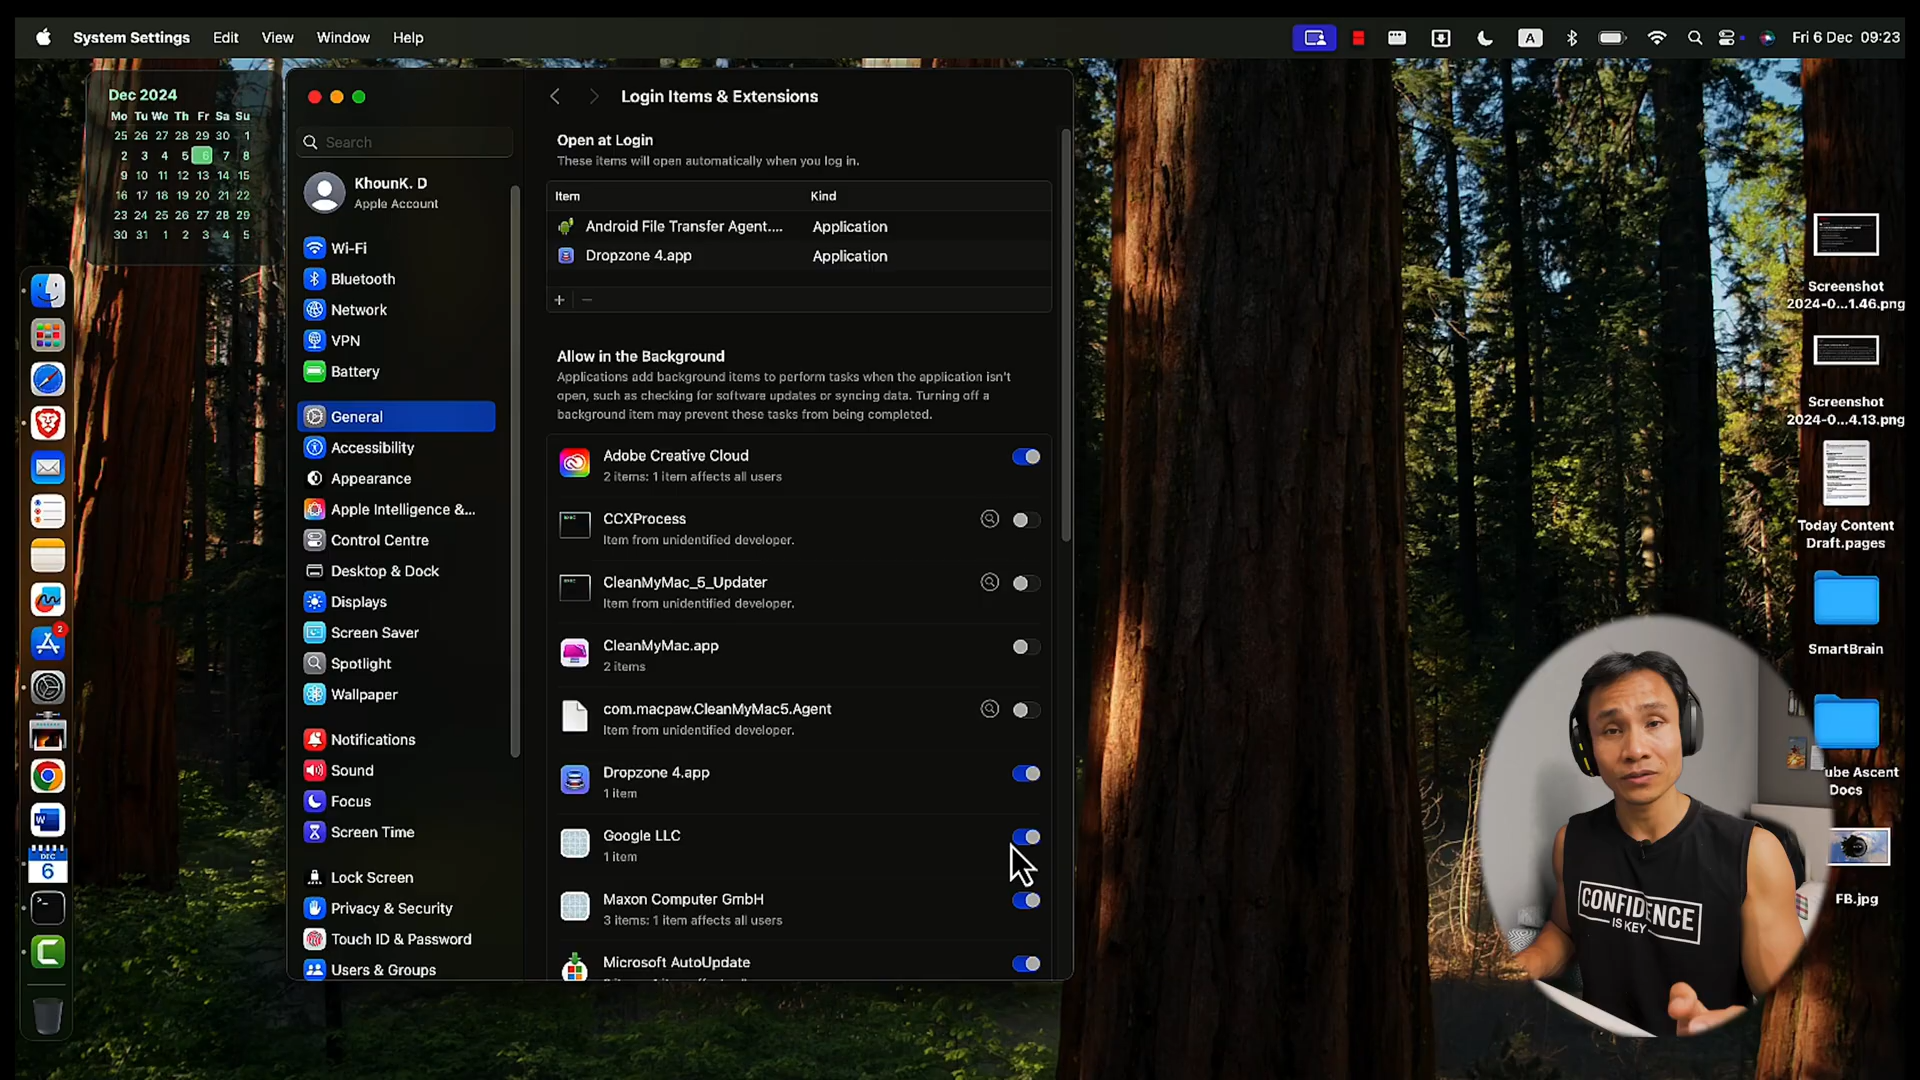 System Settings Edit View Window Help
A
Fri 6 Dec 09:23
Dec 2024
Mo Tu We Th Fr Sa Su
25 26 27 28 29 30 1
2 3 4 5 6 7 8
9 10 11 12 13 14 15
16 17 18 19 20 21 22
23 24 25 26 27 28 29
30 31 1 2 3 4 5
2
DEC
6
Search
KhounK. D
Apple Account
Wi-Fi
Bluetooth
Network
VPN
Battery
General
Accessibility
Appearance
Apple Intelligence &...
Control Centre
Desktop & Dock
Displays
Screen Saver
Spotlight
Wallpaper
Notifications
Sound
Focus
Screen Time
Lock Screen
Privacy & Security
Touch ID & Password
Users & Groups
Login Items & Extensions
Open at Login
These items will open automatically when you log in.
Item Kind
Android File Transfer Agent.... Application
Dropzone 4.app Application
+ −
Allow in the Background
Applications add background items to perform tasks when the application isn't
open, such as checking for software updates or syncing data. Turning off a
background item may prevent these tasks from being completed.
Adobe Creative Cloud
2 items: 1 item affects all users
CCXProcess
Item from unidentified developer.
CleanMyMac_5_Updater
Item from unidentified developer.
CleanMyMac.app
2 items
com.macpaw.CleanMyMac5.Agent
Item from unidentified developer.
Dropzone 4.app
1 item
Google LLC
1 item
Maxon Computer GmbH
3 items: 1 item affects all users
Microsoft AutoUpdate
Screenshot
2024-0...1.46.png
Screenshot
2024-0...4.13.png
Today Content
Draft.pages
SmartBrain
ube Ascent
Docs
FB.jpg
CONFIDENCE
IS KEY